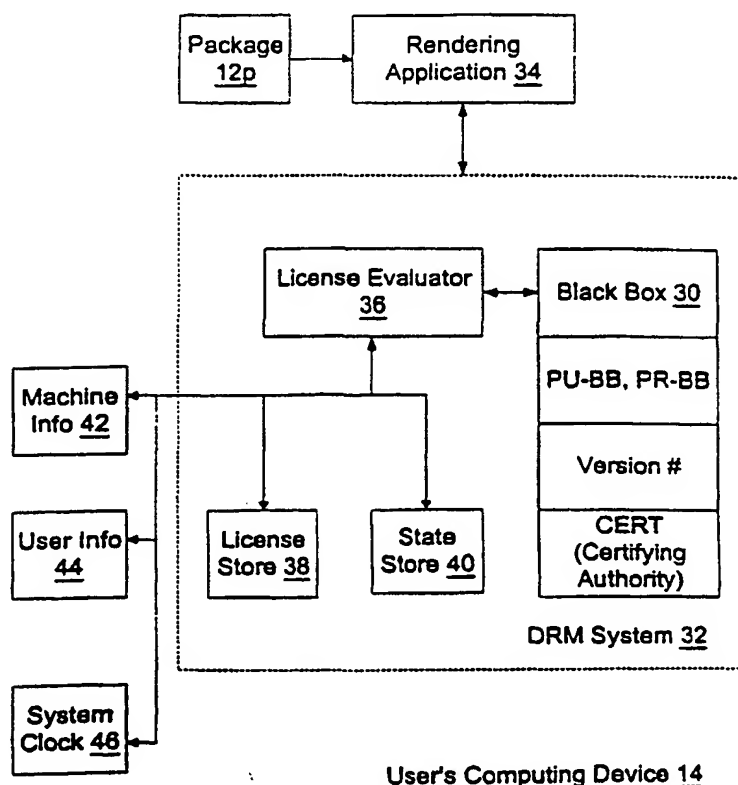 Package
12p
Rendering
Application 34
License Evaluator
36
Black Box 30
PU-BB, PR-BB
Version #
CERT
(Certifying
Authority)
Machine
Info 42
User Info
44
License
Store 38
State
Store 40
DRM System 32
System
Clock 46
User's Computing Device 14